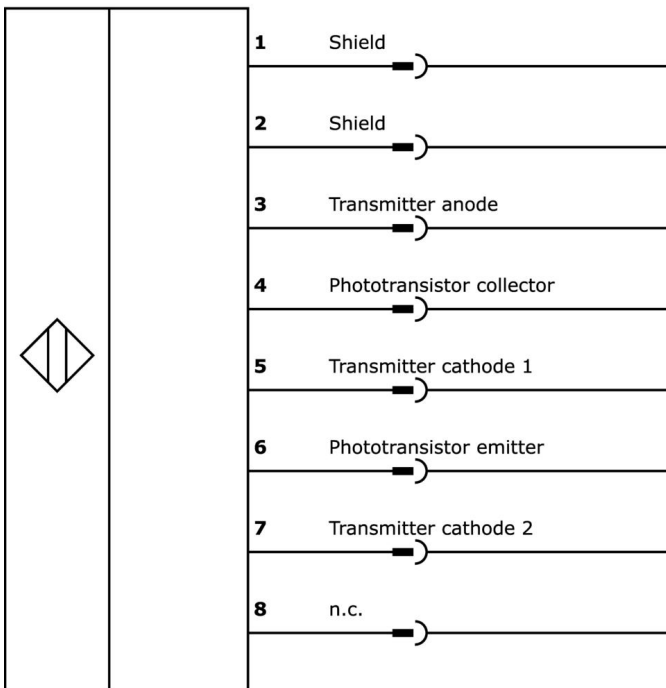 1 Shield
2 Shield
3 Transmitter anode
4 Phototransistor collector
5 Transmitter cathode 1
6 Phototransistor emitter
7 Transmitter cathode 2
8 n.c.